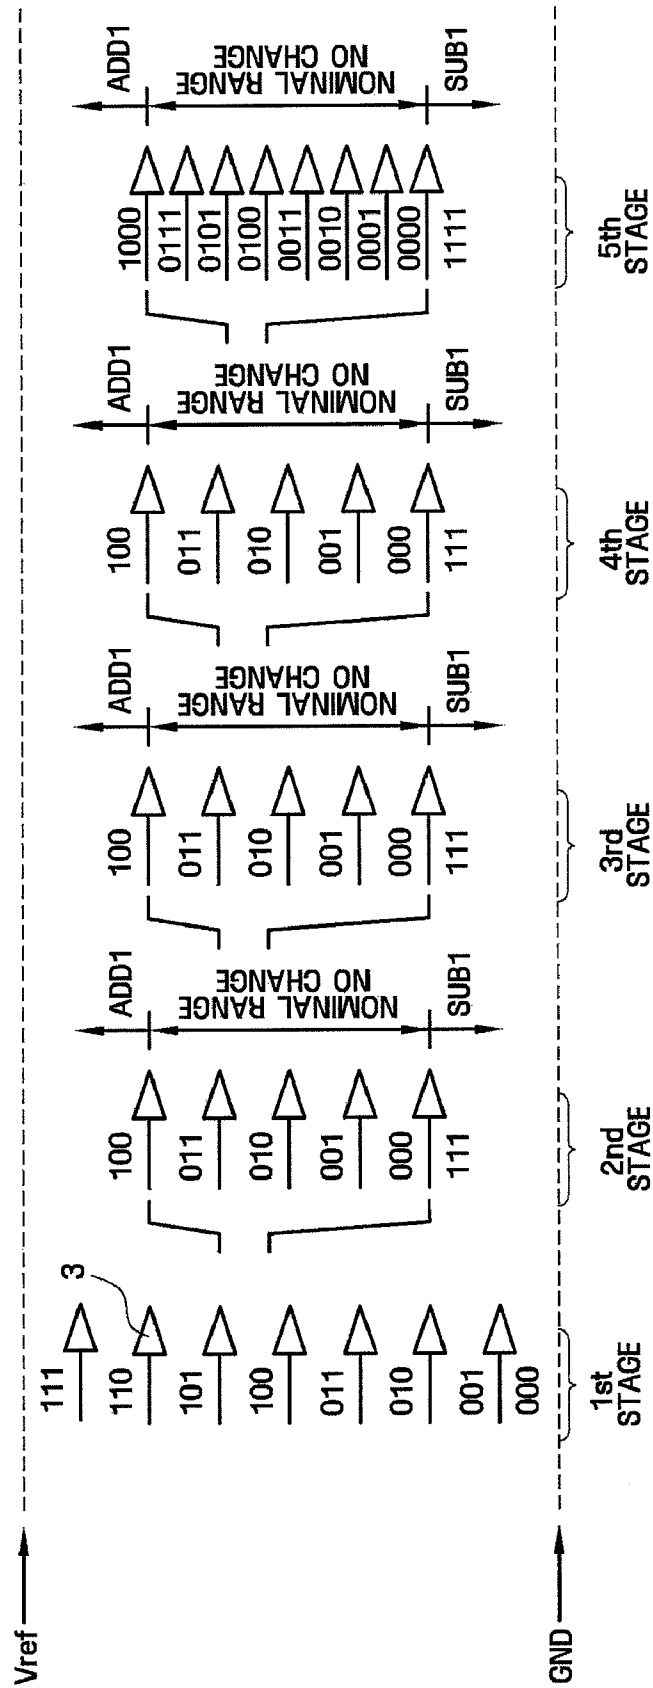 Vref
GND
111
110
101
100
011
010
001
000
3
1st
STAGE
100
011
010
001
000
111
2nd
STAGE
ADD1
NOMINAL RANGE
NO CHANGE
SUB1
100
011
010
001
000
111
3rd
STAGE
ADD1
NOMINAL RANGE
NO CHANGE
SUB1
100
011
010
001
000
111
4th
STAGE
ADD1
NOMINAL RANGE
NO CHANGE
SUB1
1000
0111
0101
0100
0011
0010
0001
0000
1111
5th
STAGE
ADD1
NOMINAL RANGE
NO CHANGE
SUB1